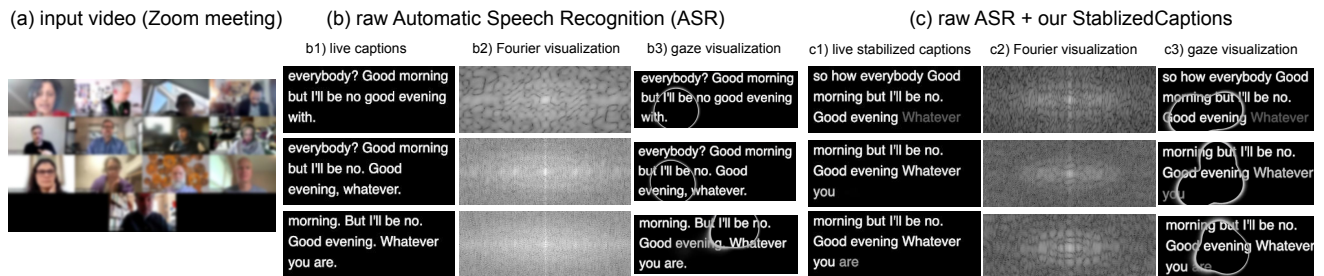 (a) input video (Zoom meeting)
(b) raw Automatic Speech Recognition (ASR)
(c) raw ASR + our StablizedCaptions
b1) live captions
b2) Fourier visualization
b3) gaze visualization
c1) live stabilized captions
c2) Fourier visualization
c3) gaze visualization
everybody? Good morning
but I'll be no good evening
with.
everybody? Good morning
but I'll be no good evening
with.
so how everybody Good
morning but I'll be no.
Good evening Whatever
so how everybody Good
morning but I'll be no.
Good evening Whatever
everybody? Good morning
but I'll be no. Good
evening, whatever.
everybody? Good morning
but I'll be no. Good
evening, whatever.
morning but I'll be no.
Good evening Whatever
you
morning but I'll be no.
Good evening Whatever
you
morning. But I'll be no.
Good evening. Whatever
you are.
morning. But I'll be no.
Good evening. Whatever
you are.
morning but I'll be no.
Good evening Whatever
you are
morning but I'll be no.
Good evening Whatever
you are